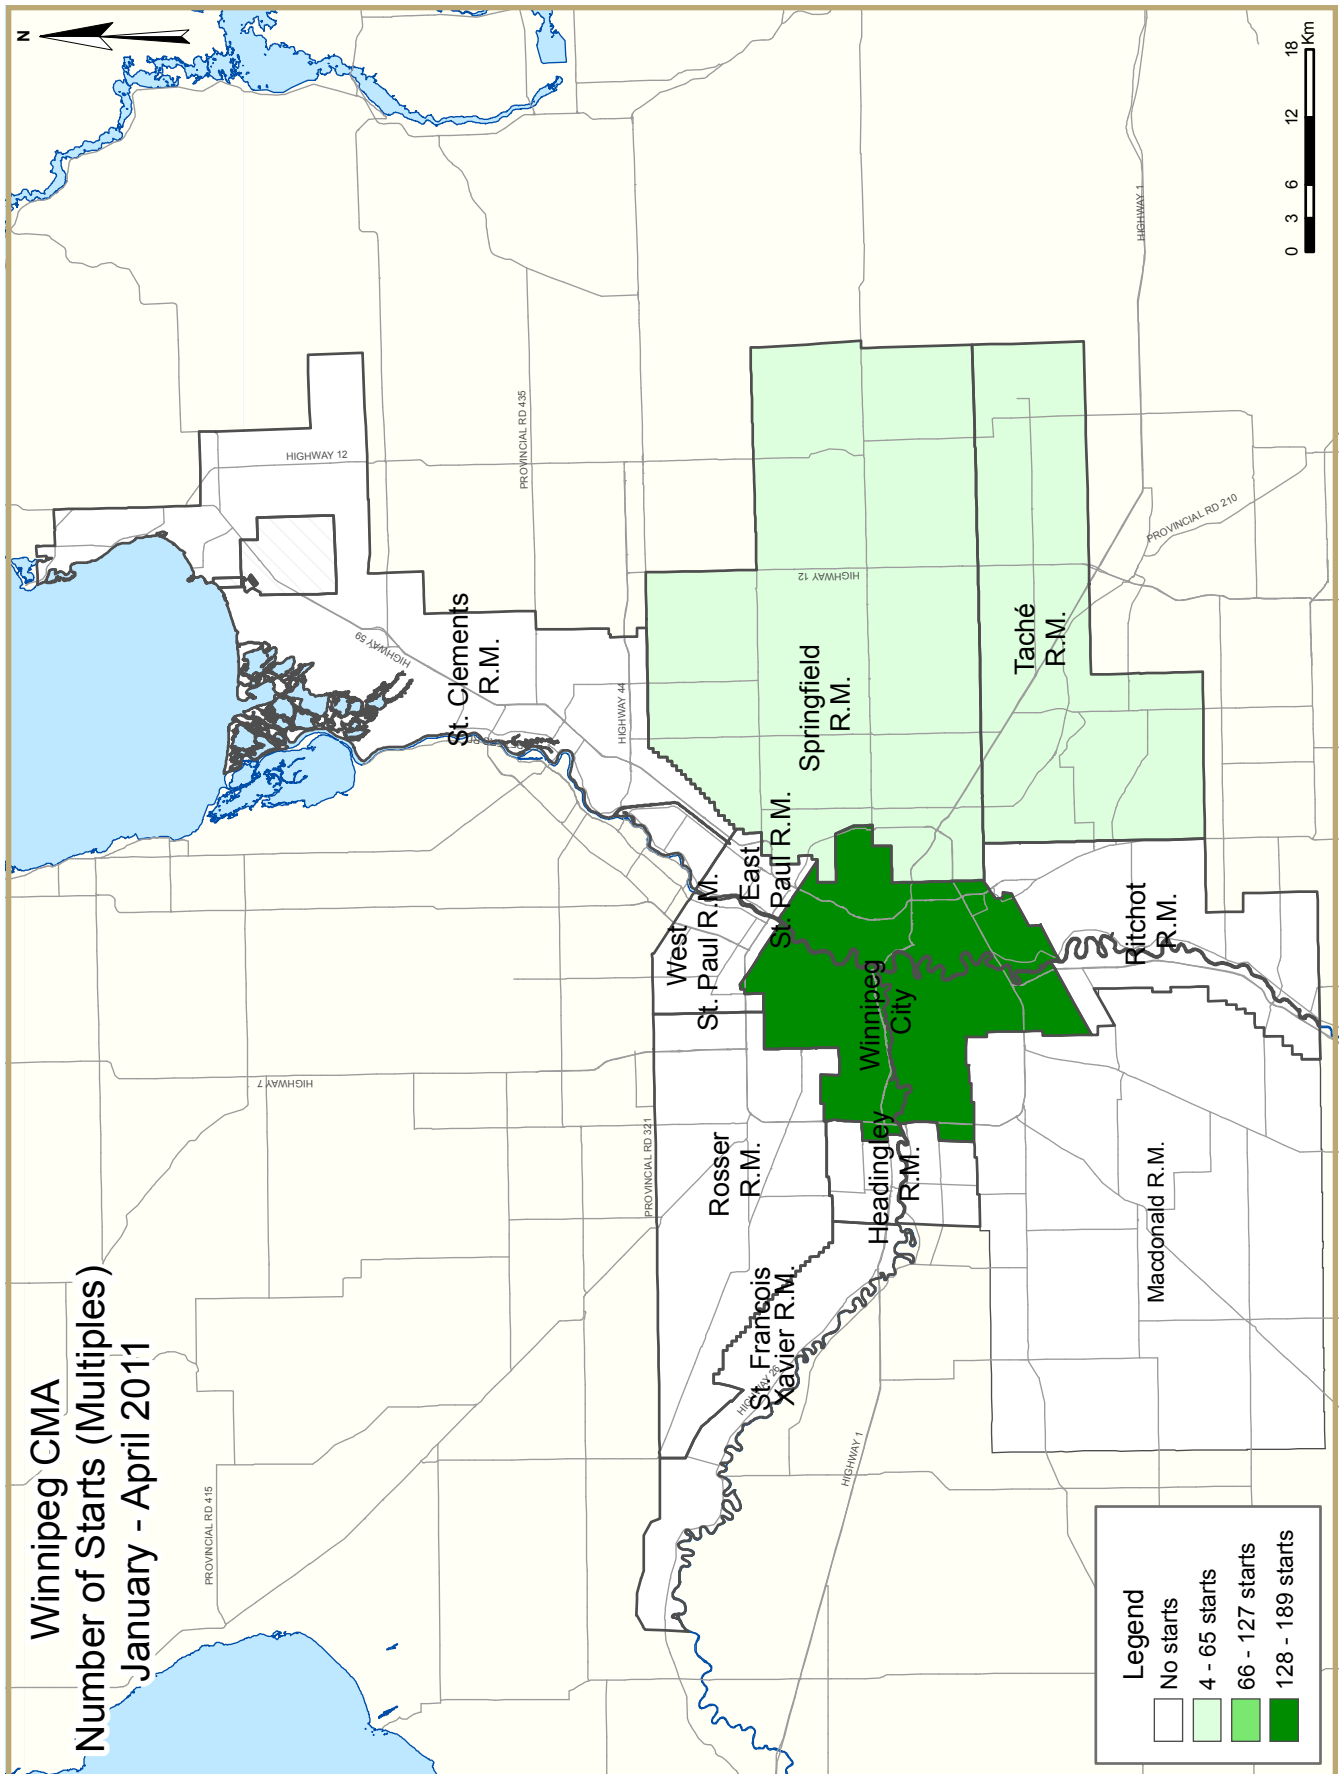 Winnipeg CMA
Number of Starts (Multiples)
January - April 2011
N
PROVINCIAL RD 415
HIGHWAY 7
HIGHWAY 12
PROVINCIAL RD 435
HIGHWAY 59
St. Clements
R.M.
HIGHWAY 44
PROVINCIAL RD 321
West
St. Paul R.M.
East
St. Paul R.M.
Rosser
R.M.
St. Francois
Xavier R.M.
HIGHWAY 26
Springfield
R.M.
HIGHWAY 12
Winnipeg
City
Headingley
R.M.
HIGHWAY 1
Taché
R.M.
Ritchot
R.M.
Macdonald R.M.
HIGHWAY 1
PROVINCIAL RD 210
Legend
No starts
4 - 65 starts
66 - 127 starts
128 - 189 starts
0 3 6 12 18
Km